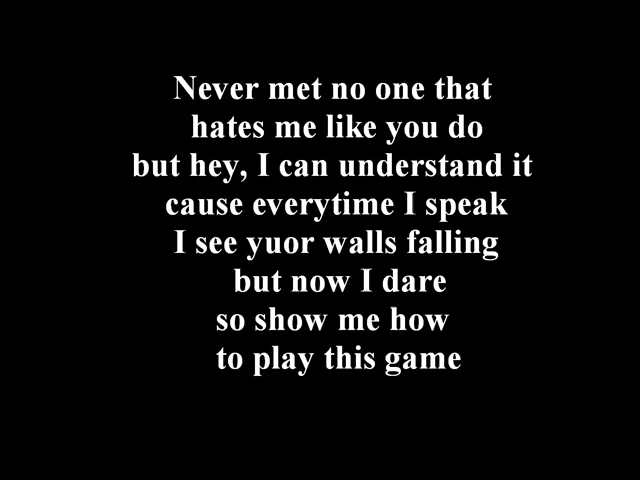 Never met no one that
hates me like you do
but hey, I can understand it
cause everytime I speak
I see yuor walls falling
but now I dare
so show me how
to play this game